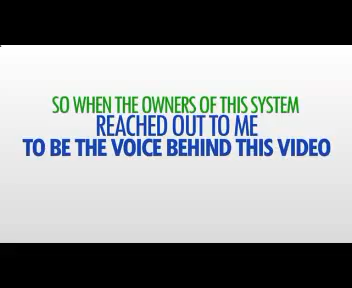 SO WHEN THE OWNERS OF THIS SYSTEM
REACHED OUT TO ME
TO BE THE VOICE BEHIND THIS VIDEO